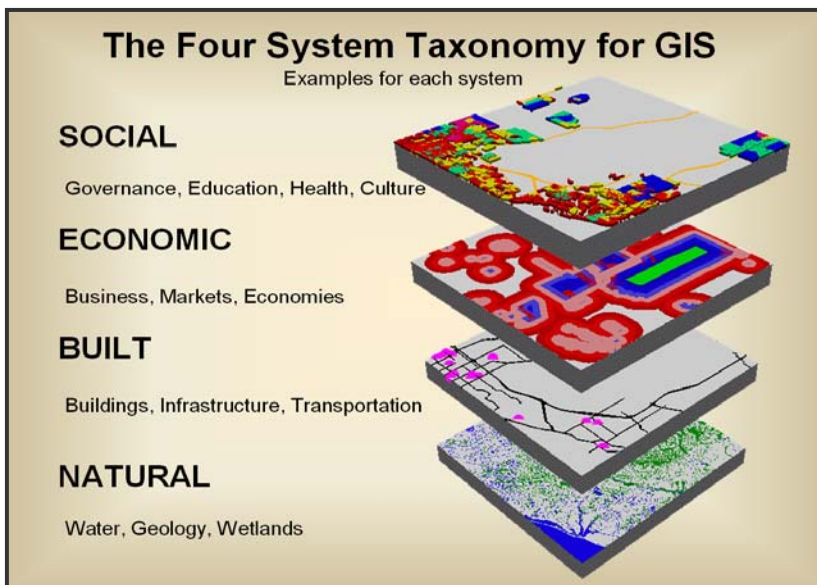 The Four System Taxonomy for GIS
Examples for each system
SOCIAL
Governance, Education, Health, Culture
ECONOMIC
Business, Markets, Economies
BUILT
Buildings, Infrastructure, Transportation
NATURAL
Water, Geology, Wetlands